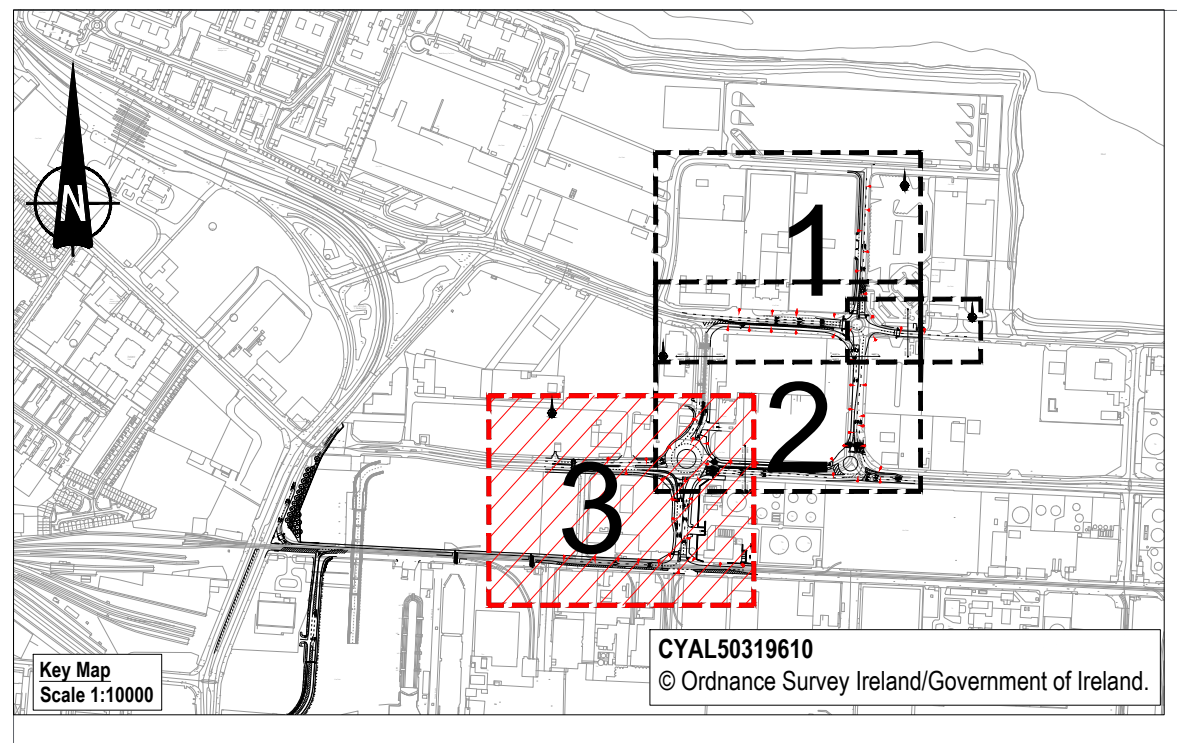 N
1
2
3
Key Map
Scale 1:10000
CYAL50319610
© Ordnance Survey Ireland/Government of Ireland.